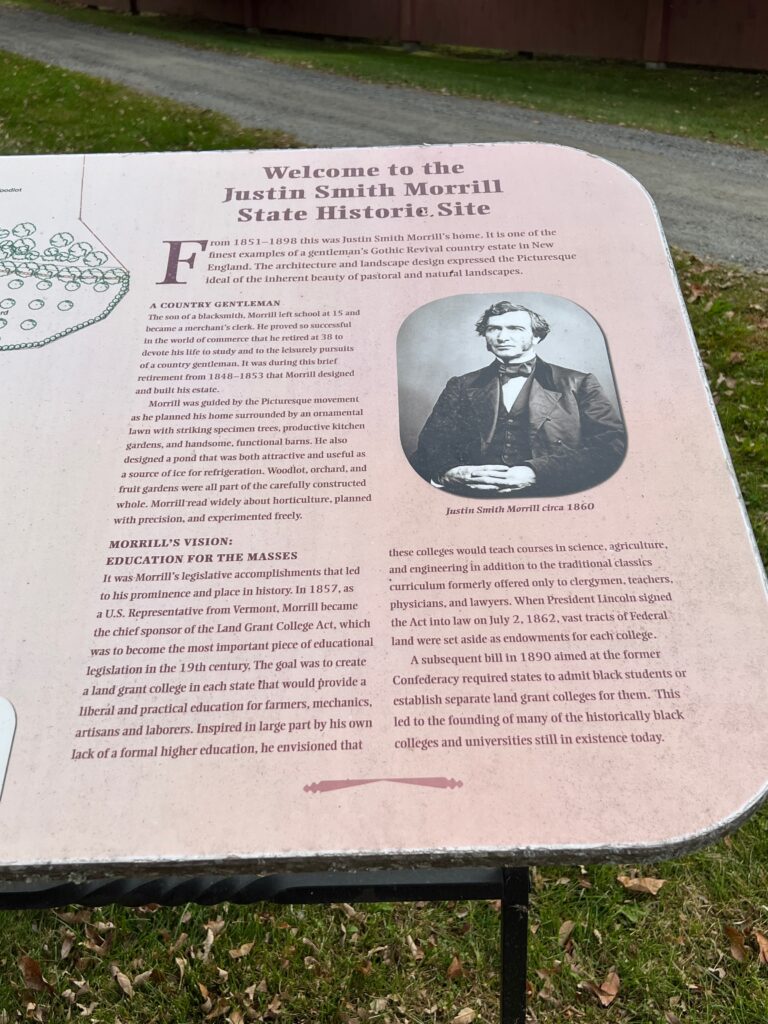 oodlot
rd
Welcome to the
Justin Smith Morrill
State Historic Site
From 1851–1898 this was Justin Smith Morrill's home. It is one of the
finest examples of a gentleman's Gothic Revival country estate in New
England. The architecture and landscape design expressed the Picturesque
ideal of the inherent beauty of pastoral and natural landscapes.
A COUNTRY GENTLEMAN
The son of a blacksmith, Morrill left school at 15 and
became a merchant's clerk. He proved so successful
in the world of commerce that he retired at 38 to
devote his life to study and to the leisurely pursuits
of a country gentleman. It was during this brief
retirement from 1848–1853 that Morrill designed
and built his estate.
Morrill was guided by the Picturesque movement
as he planned his home surrounded by an ornamental
lawn with striking specimen trees, productive kitchen
gardens, and handsome, functional barns. He also
designed a pond that was both attractive and useful as
a source of ice for refrigeration. Woodlot, orchard, and
fruit gardens were all part of the carefully constructed
whole. Morrill read widely about horticulture, planned
with precision, and experimented freely.
Justin Smith Morrill circa 1860
MORRILL'S VISION:
EDUCATION FOR THE MASSES
It was Morrill's legislative accomplishments that led
to his prominence and place in history. In 1857, as
a U.S. Representative from Vermont, Morrill became
the chief sponsor of the Land Grant College Act, which
was to become the most important piece of educational
legislation in the 19th century. The goal was to create
a land grant college in each state that would provide a
liberal and practical education for farmers, mechanics,
artisans and laborers. Inspired in large part by his own
lack of a formal higher education, he envisioned that
these colleges would teach courses in science, agriculture,
and engineering in addition to the traditional classics
curriculum formerly offered only to clergymen, teachers,
physicians, and lawyers. When President Lincoln signed
the Act into law on July 2, 1862, vast tracts of Federal
land were set aside as endowments for each college.
A subsequent bill in 1890 aimed at the former
Confederacy required states to admit black students or
establish separate land grant colleges for them. This
led to the founding of many of the historically black
colleges and universities still in existence today.